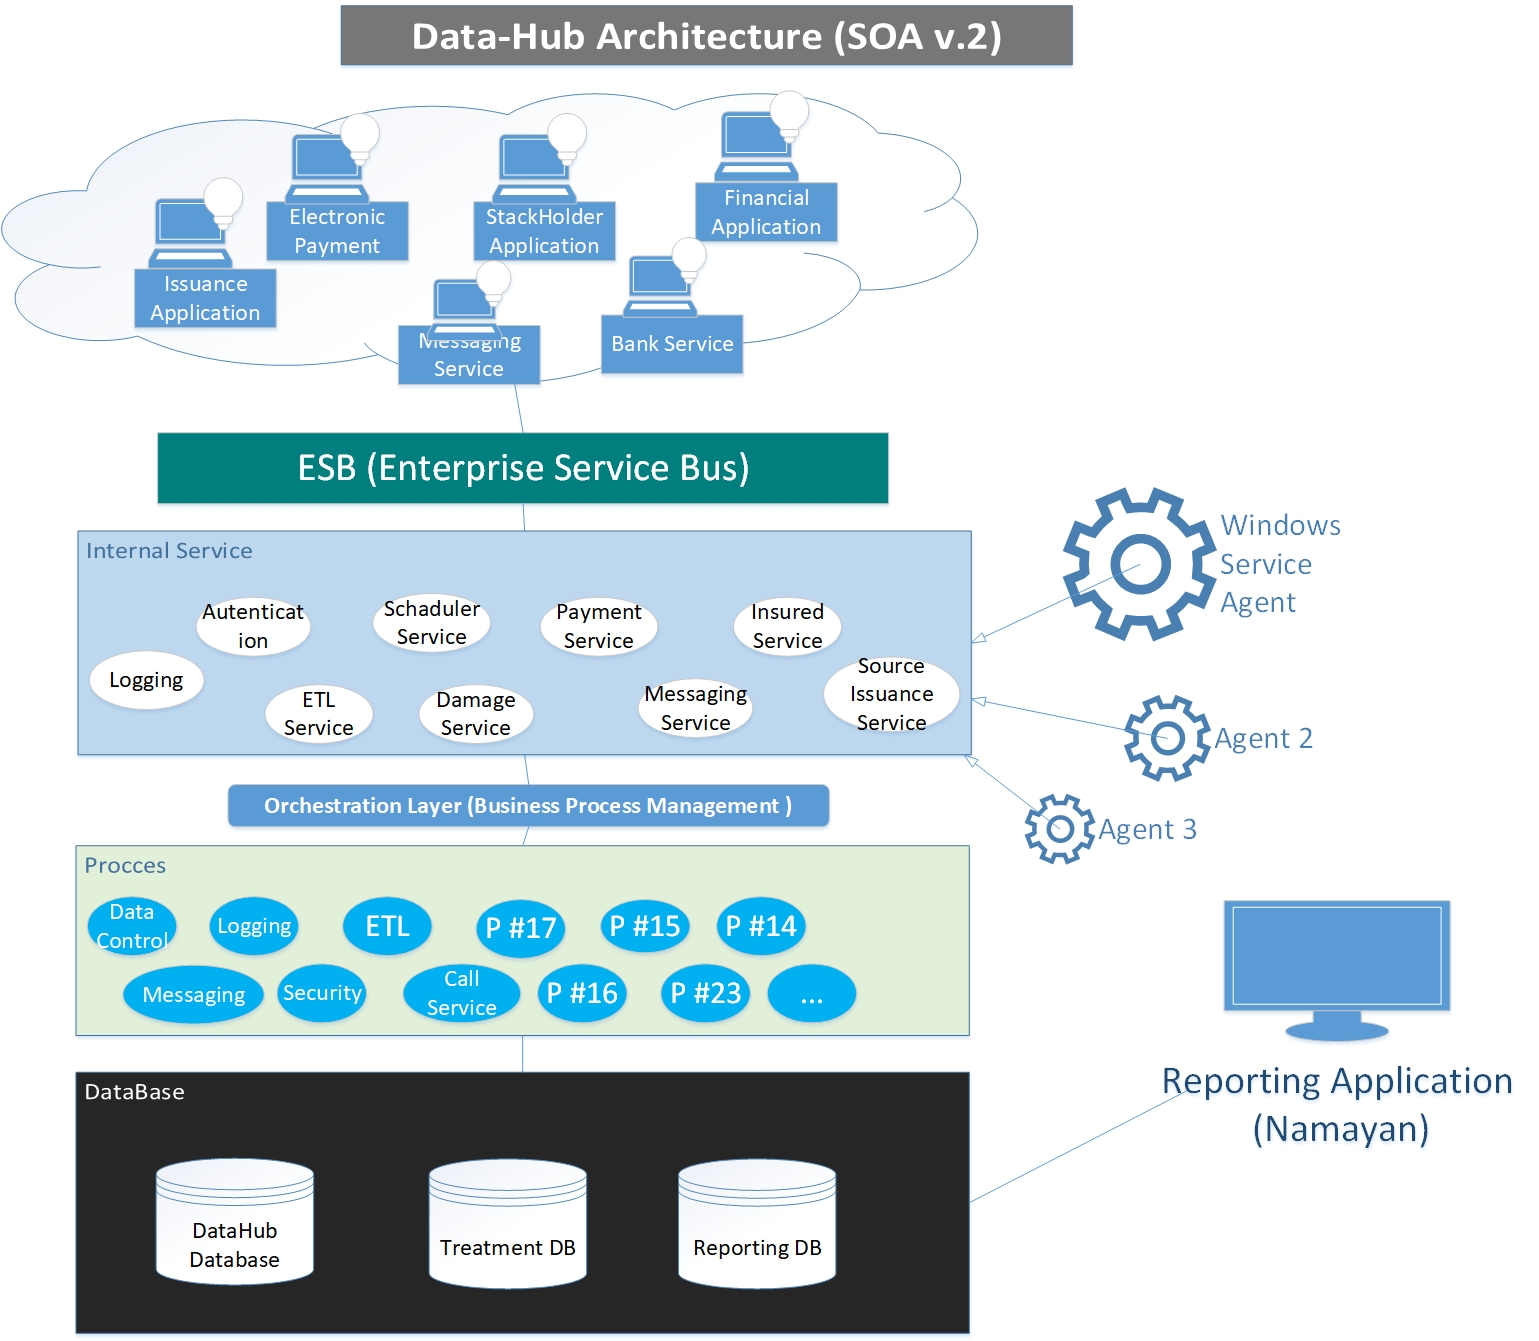 Data-Hub Architecture (SOA v.2)
Financial
Application
Electronic
Payment
StackHolder
Application
Issuance
Application
Messaging
Service
Bank Service
ESB (Enterprise Service Bus)
Internal Service
Autenticat
ion
Schaduler
Service
Payment
Service
Insured
Service
Logging
ETL
Service
Damage
Service
Messaging
Service
Source
Issuance
Service
Windows
Service
Agent
Agent 2
Agent 3
Orchestration Layer (Business Process Management )
Procces
Data
Control
Logging
ETL
P #17
P #15
P #14
Messaging
Security
Call
Service
P #16
P #23
...
Reporting Application
(Namayan)
DataBase
DataHub
Database
Treatment DB
Reporting DB